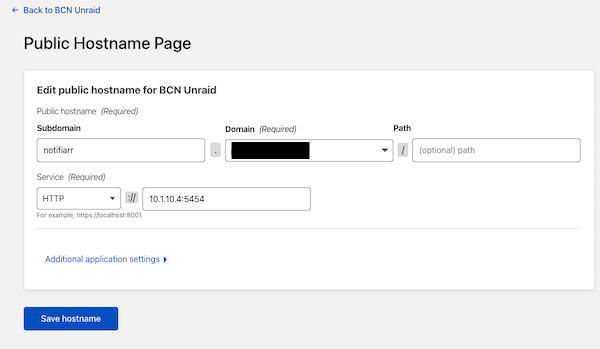 ← Back to BCN Unraid
Public Hostname Page
Edit public hostname for BCN Unraid
Public hostname (Required)
Subdomain Domain (Required) Path
notifiarr . / (optional) path
Service (Required)
HTTP :// 10.1.10.4:5454
For example, https://localhost:8001
Additional application settings
Save hostname